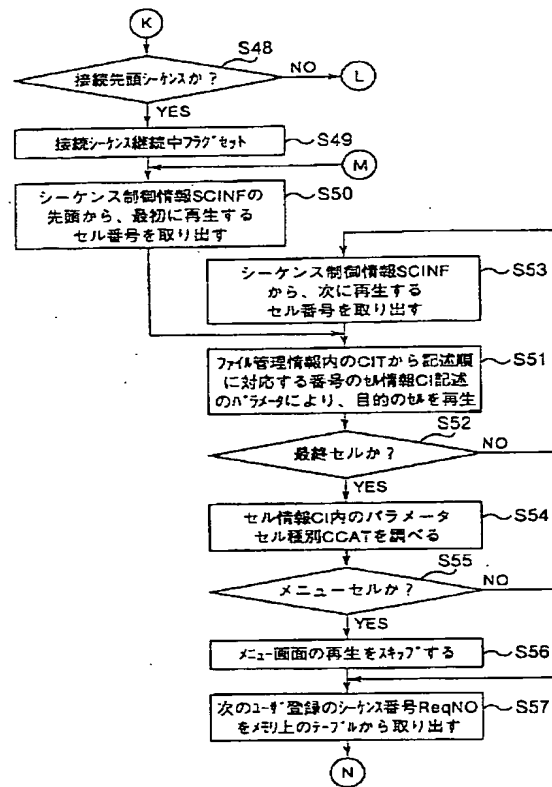 K
S48
接続先頭シーケンスか？
NO
L
YES
接続シーケンス継続中フラグセット
S49
M
シーケンス制御情報SCINFの
先頭から、最初に再生する
セル番号を取り出す
S50
シーケンス制御情報SCINF
から、次に再生する
セル番号を取り出す
S53
ファイル管理情報内のCITから記述順
に対応する番号のセル情報CI記述
のパラメータにより、目的のセルを再生
S51
S52
最終セルか？
NO
YES
セル情報CI内のパラメータ
セル種別CCATを調べる
S54
S55
メニューセルか？
NO
YES
メニュー画面の再生をスキップする
S56
次のユーザ登録のシーケンス番号ReqNO
をメモリ上のテーブルから取り出す
S57
N